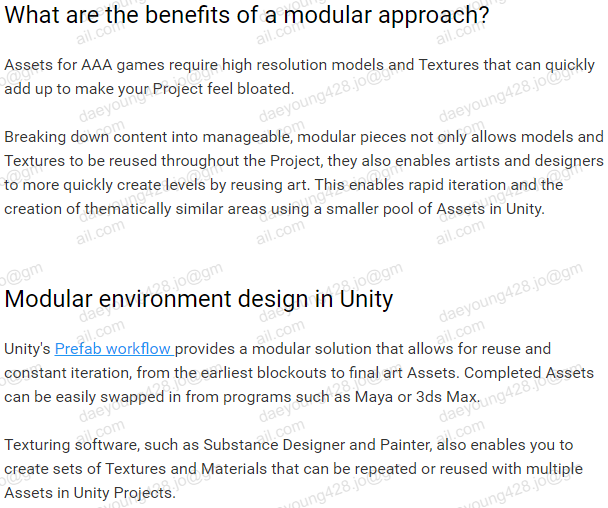 What are the benefits of a modular approach?
Assets for AAA games require high resolution models and Textures that can quickly
add up to make your Project feel bloated.
Breaking down content into manageable, modular pieces not only allows models and
Textures to be reused throughout the Project, they also enables artists and designers
to more quickly create levels by reusing art. This enables rapid iteration and the
creation of thematically similar areas using a smaller pool of Assets in Unity.
Modular environment design in Unity
Unity's Prefab workflow provides a modular solution that allows for reuse and
constant iteration, from the earliest blockouts to final art Assets. Completed Assets
can be easily swapped in from programs such as Maya or 3ds Max.
Texturing software, such as Substance Designer and Painter, also enables you to
create sets of Textures and Materials that can be repeated or reused with multiple
Assets in Unity Projects.